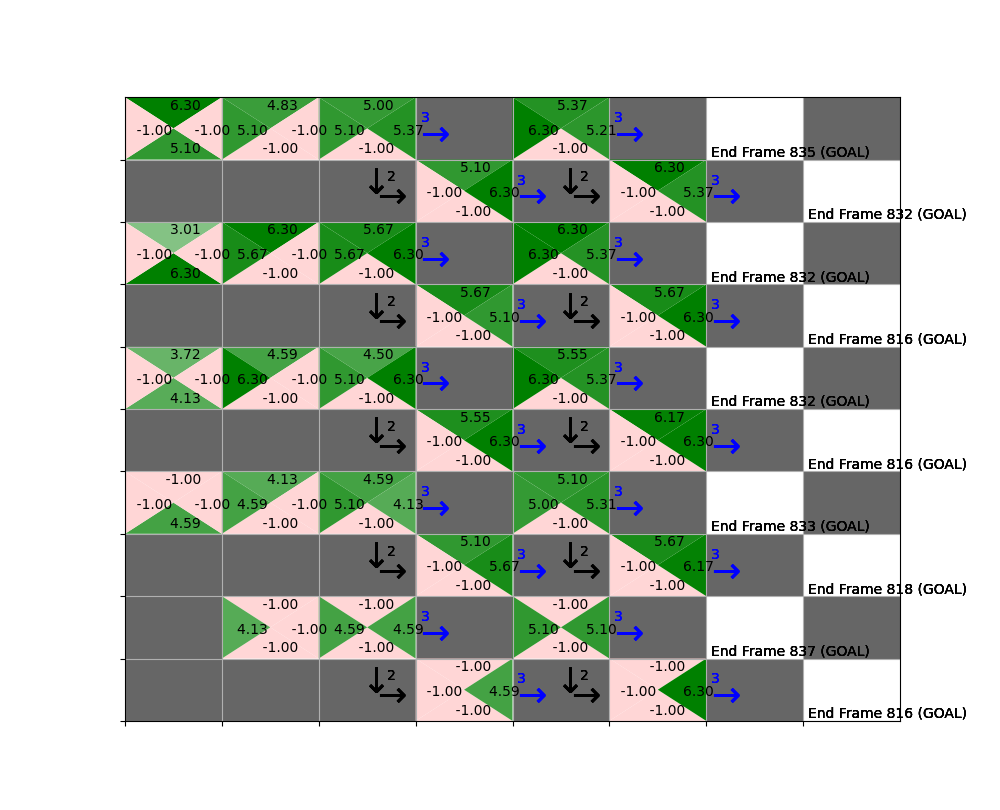 6.30 4.83 5.00 5.37
3 3
-1.00 -1.00 5.10 -1.00 5.10 5.37 6.30 5.21
5.10 -1.00 -1.00 -1.00 End Frame 835 (GOAL)
5.10 6.30
2 3 2 3
-1.00 6.30 -1.00 5.37
-1.00 -1.00 End Frame 832 (GOAL)
3.01 6.30 5.67 6.30
3 3
-1.00 -1.00 5.67 -1.00 5.67 6.30 6.30 5.37
6.30 -1.00 -1.00 -1.00 End Frame 832 (GOAL)
5.67 5.67
2 3 2 3
-1.00 5.10 -1.00 6.30
-1.00 -1.00 End Frame 816 (GOAL)
3.72 4.59 4.50 5.55
3 3
-1.00 -1.00 6.30 -1.00 5.10 6.30 6.30 5.37
4.13 -1.00 -1.00 -1.00 End Frame 832 (GOAL)
5.55 6.17
2 3 2 3
-1.00 6.30 -1.00 6.30
-1.00 -1.00 End Frame 816 (GOAL)
-1.00 4.13 4.59 5.10
3 3
-1.00 -1.00 4.59 -1.00 5.10 4.13 5.00 5.31
4.59 -1.00 -1.00 -1.00 End Frame 833 (GOAL)
5.10 5.67
2 3 2 3
-1.00 5.67 -1.00 6.17
-1.00 -1.00 End Frame 818 (GOAL)
-1.00 -1.00 -1.00
3 3
4.13 -1.00 4.59 4.59 5.10 5.10
-1.00 -1.00 -1.00 End Frame 837 (GOAL)
-1.00 -1.00
2 3 2 3
-1.00 4.59 -1.00 6.30
-1.00 -1.00 End Frame 816 (GOAL)